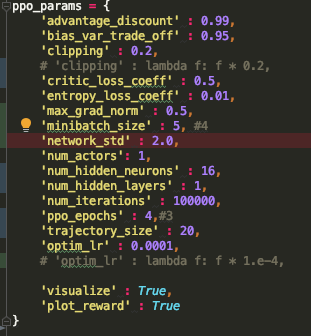 ppo_params = {
'advantage_discount' : 0.99,
'bias_var_trade_off' : 0.95,
'clipping' : 0.2,
# 'clipping' : lambda f: f * 0.2,
'critic_loss_coeff' : 0.5,
'entropy_loss_coeff' : 0.01,
'max_grad_norm' : 0.5,
'minibatch_size' : 5, #4
'network_std' : 2.0,
'num_actors' : 1,
'num_hidden_neurons' : 16,
'num_hidden_layers' : 1,
'num_iterations' : 100000,
'ppo_epochs' : 4,#3
'trajectory_size' : 20,
'optim_lr' : 0.0001,
# 'optim_lr' : lambda f: f * 1.e-4,
'visualize' : True,
'plot_reward' : True
}